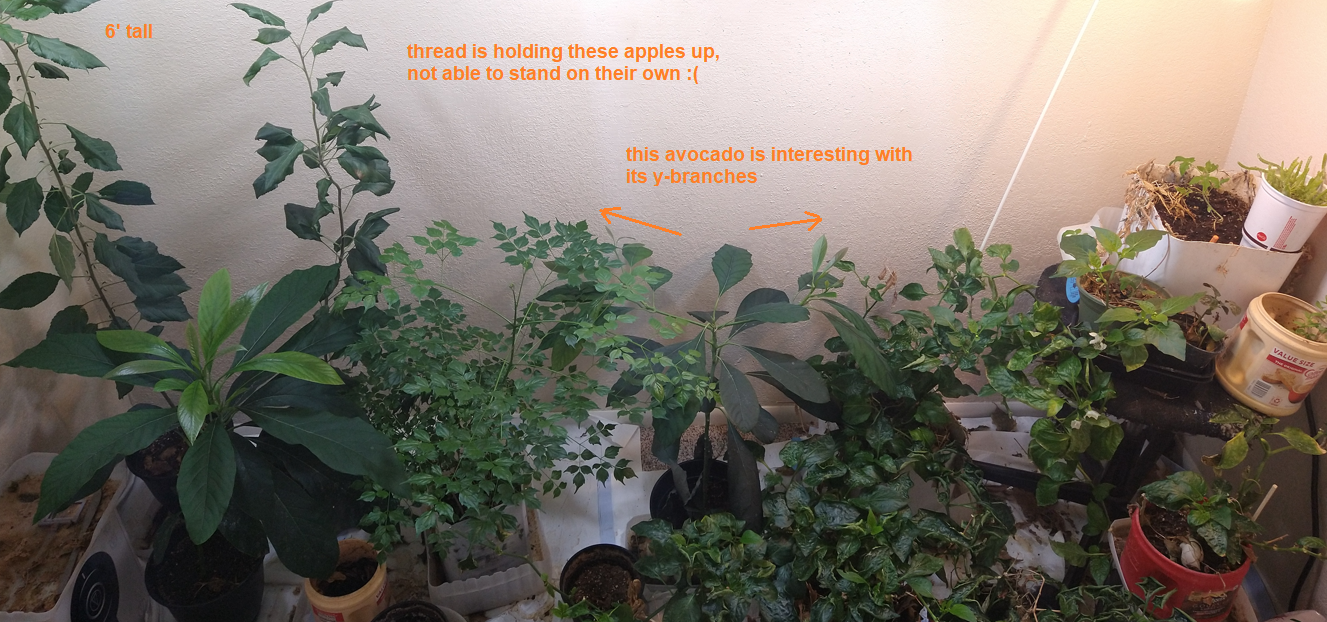 6' tall
thread is holding these apples up,
not able to stand on their own :(
this avocado is interesting with
its y-branches
VALUE SIZE